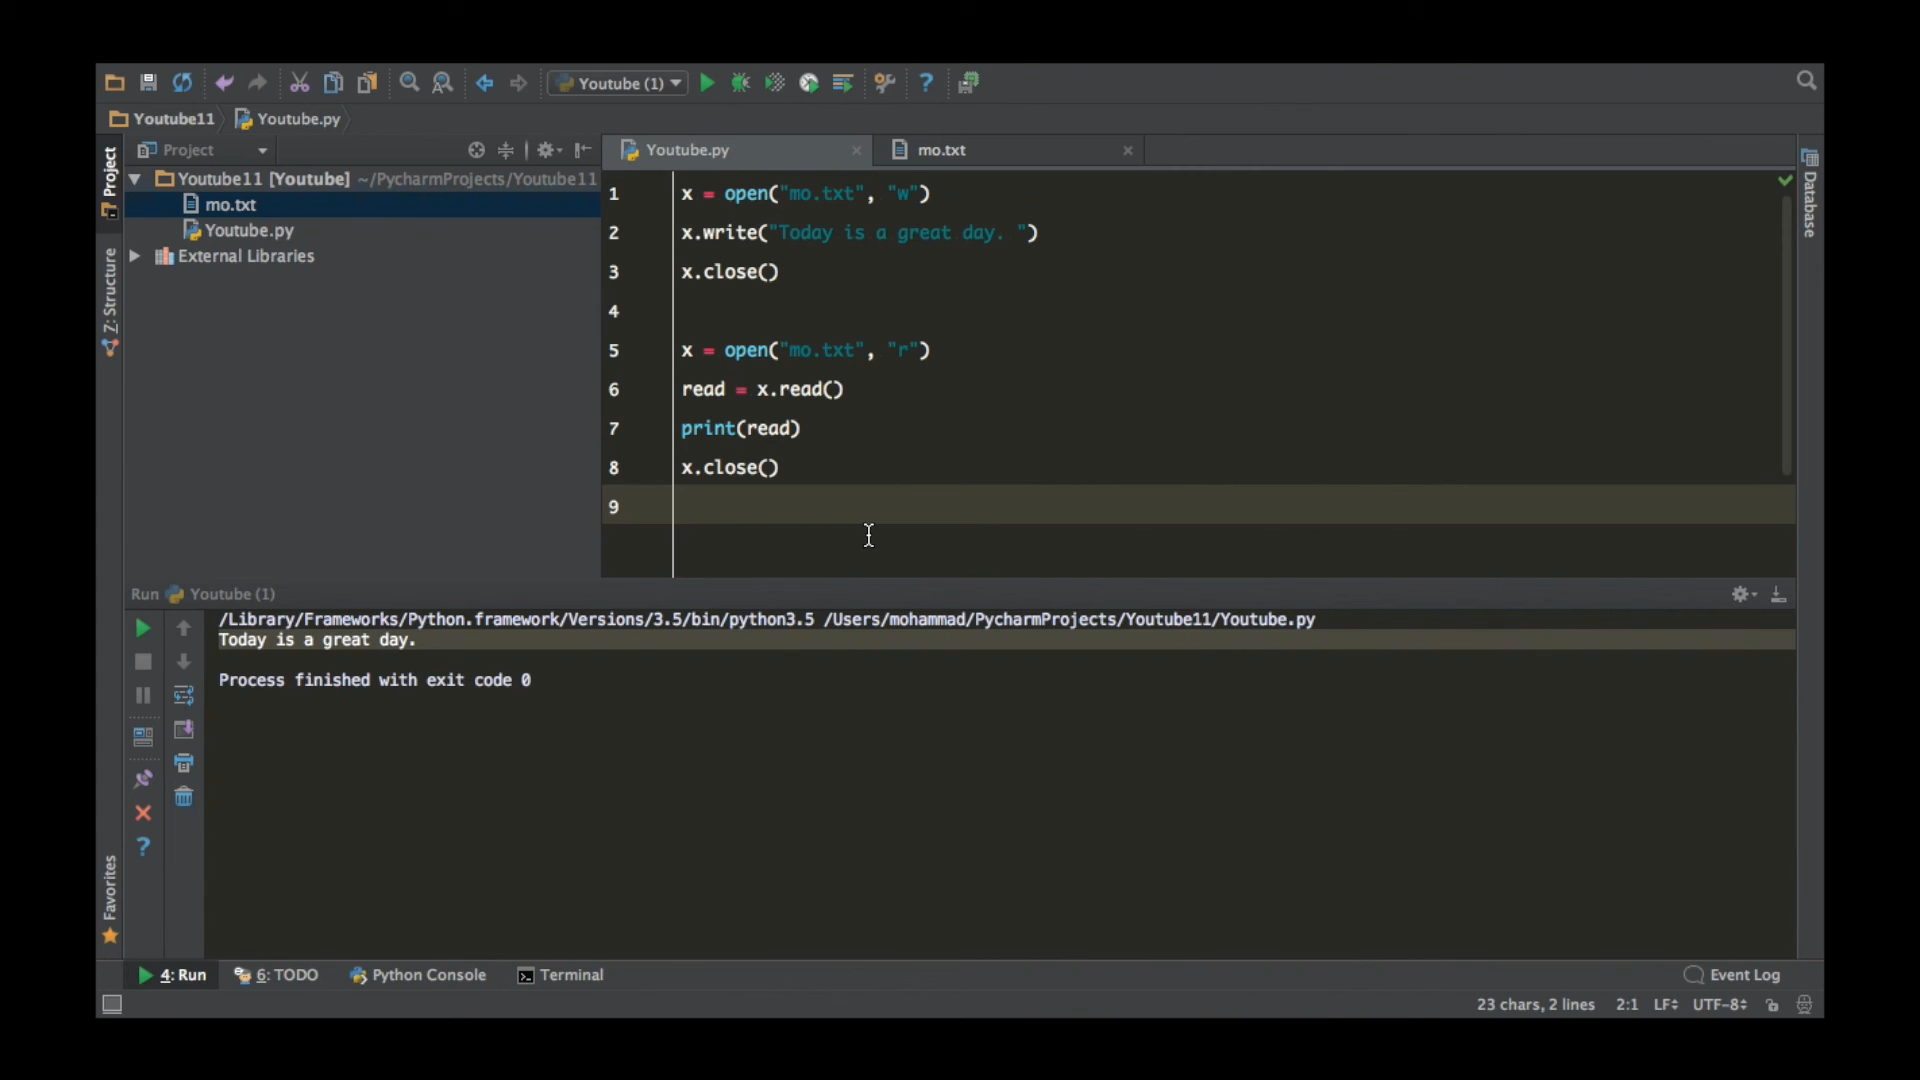 Youtube (1)
Youtube11 Youtube.py
Project
Youtube.py mo.txt
Youtube11 [Youtube] ~/PycharmProjects/Youtube11
mo.txt
Youtube.py
External Libraries
Project
Z: Structure
Favorites
Database
1 x = open("mo.txt", "w")
2 x.write("Today is a great day. ")
3 x.close()
4
5 x = open("mo.txt", "r")
6 read = x.read()
7 print(read)
8 x.close()
9
Run Youtube (1)
/Library/Frameworks/Python.framework/Versions/3.5/bin/python3.5 /Users/mohammad/PycharmProjects/Youtube11/Youtube.py
Today is a great day.
Process finished with exit code 0
4: Run 6: TODO Python Console Terminal Event Log
23 chars, 2 lines 2:1 LF UTF-8